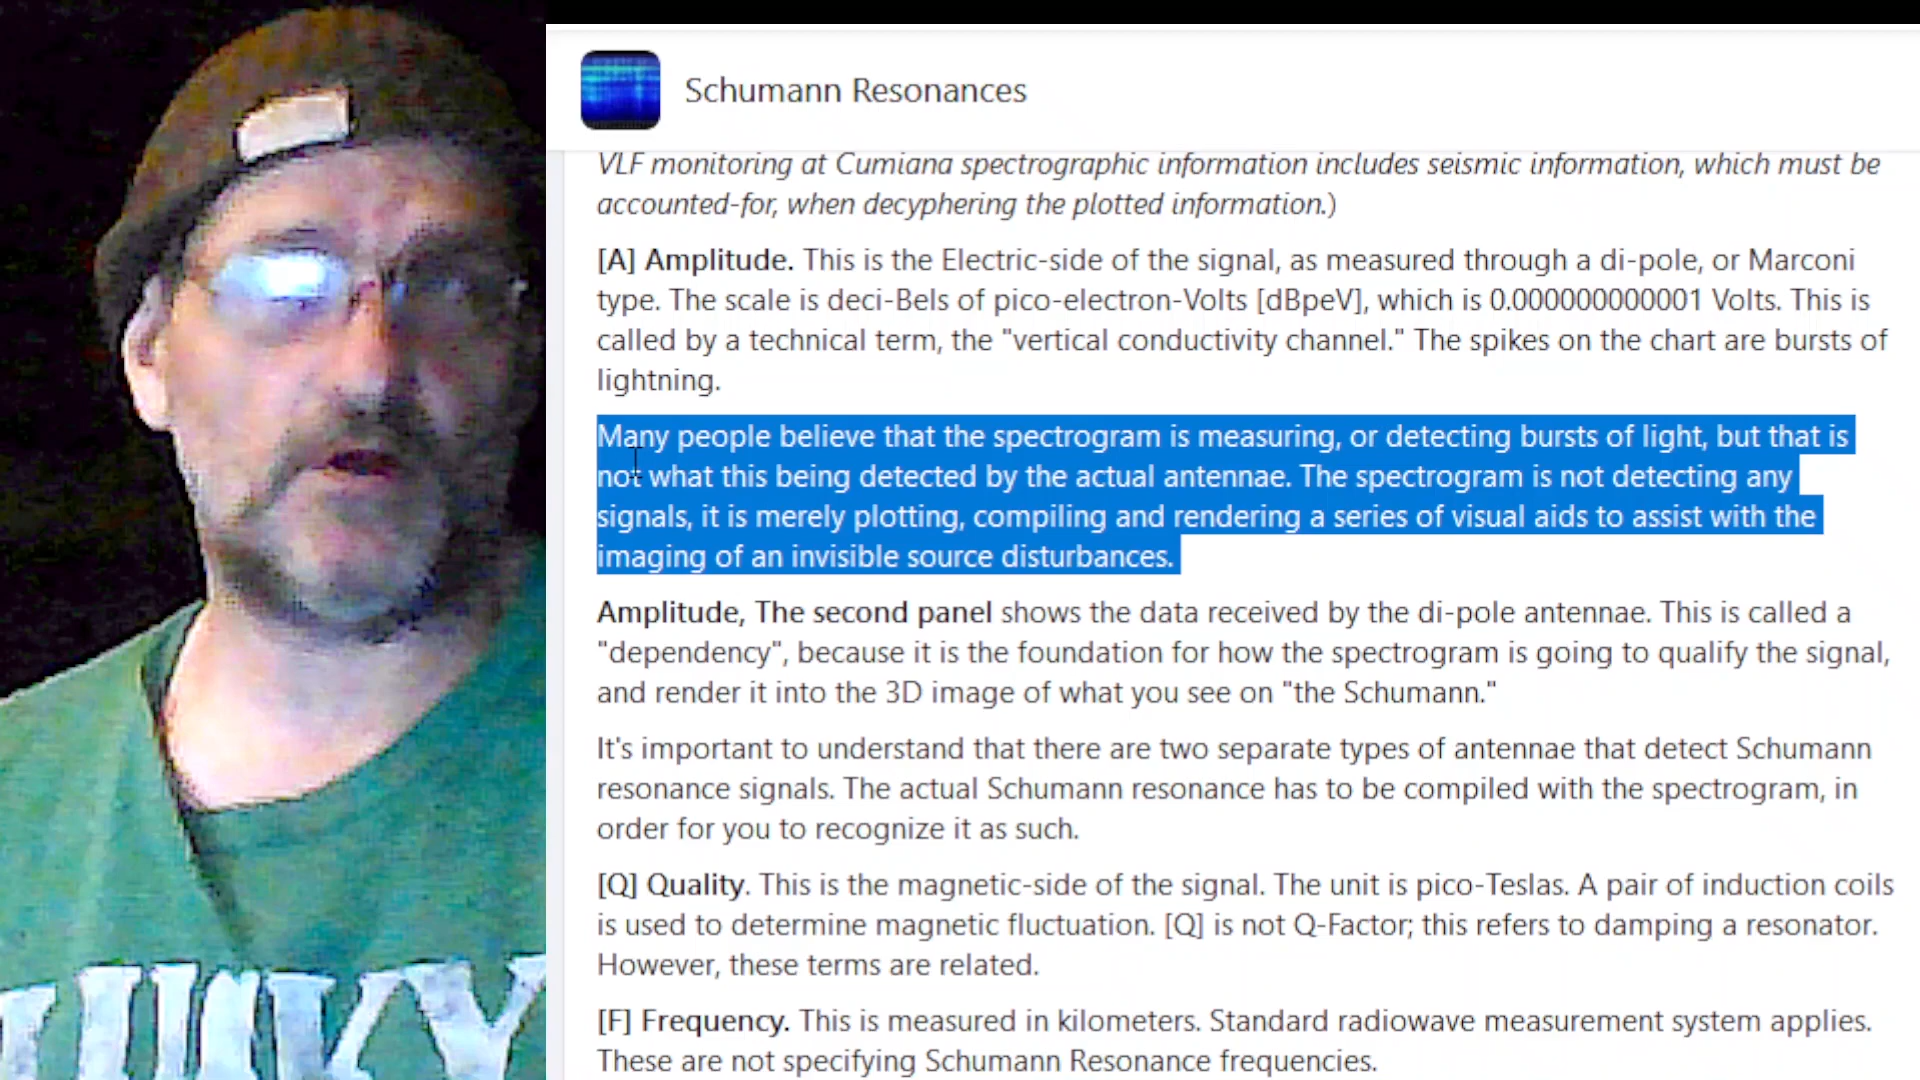 Schumann Resonances
VLF monitoring at Cumiana spectrographic information includes seismic information, which must be
accounted-for, when decyphering the plotted information.)
[A] Amplitude. This is the Electric-side of the signal, as measured through a di-pole, or Marconi
type. The scale is deci-Bels of pico-electron-Volts [dBpeV], which is 0.000000000001 Volts. This is
called by a technical term, the "vertical conductivity channel." The spikes on the chart are bursts of
lightning.
Many people believe that the spectrogram is measuring, or detecting bursts of light, but that is
not what this being detected by the actual antennae. The spectrogram is not detecting any
signals, it is merely plotting, compiling and rendering a series of visual aids to assist with the
imaging of an invisible source disturbances.
Amplitude, The second panel shows the data received by the di-pole antennae. This is called a
"dependency", because it is the foundation for how the spectrogram is going to qualify the signal,
and render it into the 3D image of what you see on "the Schumann."
It's important to understand that there are two separate types of antennae that detect Schumann
resonance signals. The actual Schumann resonance has to be compiled with the spectrogram, in
order for you to recognize it as such.
[Q] Quality. This is the magnetic-side of the signal. The unit is pico-Teslas. A pair of induction coils
is used to determine magnetic fluctuation. [Q] is not Q-Factor; this refers to damping a resonator.
However, these terms are related.
[F] Frequency. This is measured in kilometers. Standard radiowave measurement system applies.
These are not specifying Schumann Resonance frequencies.